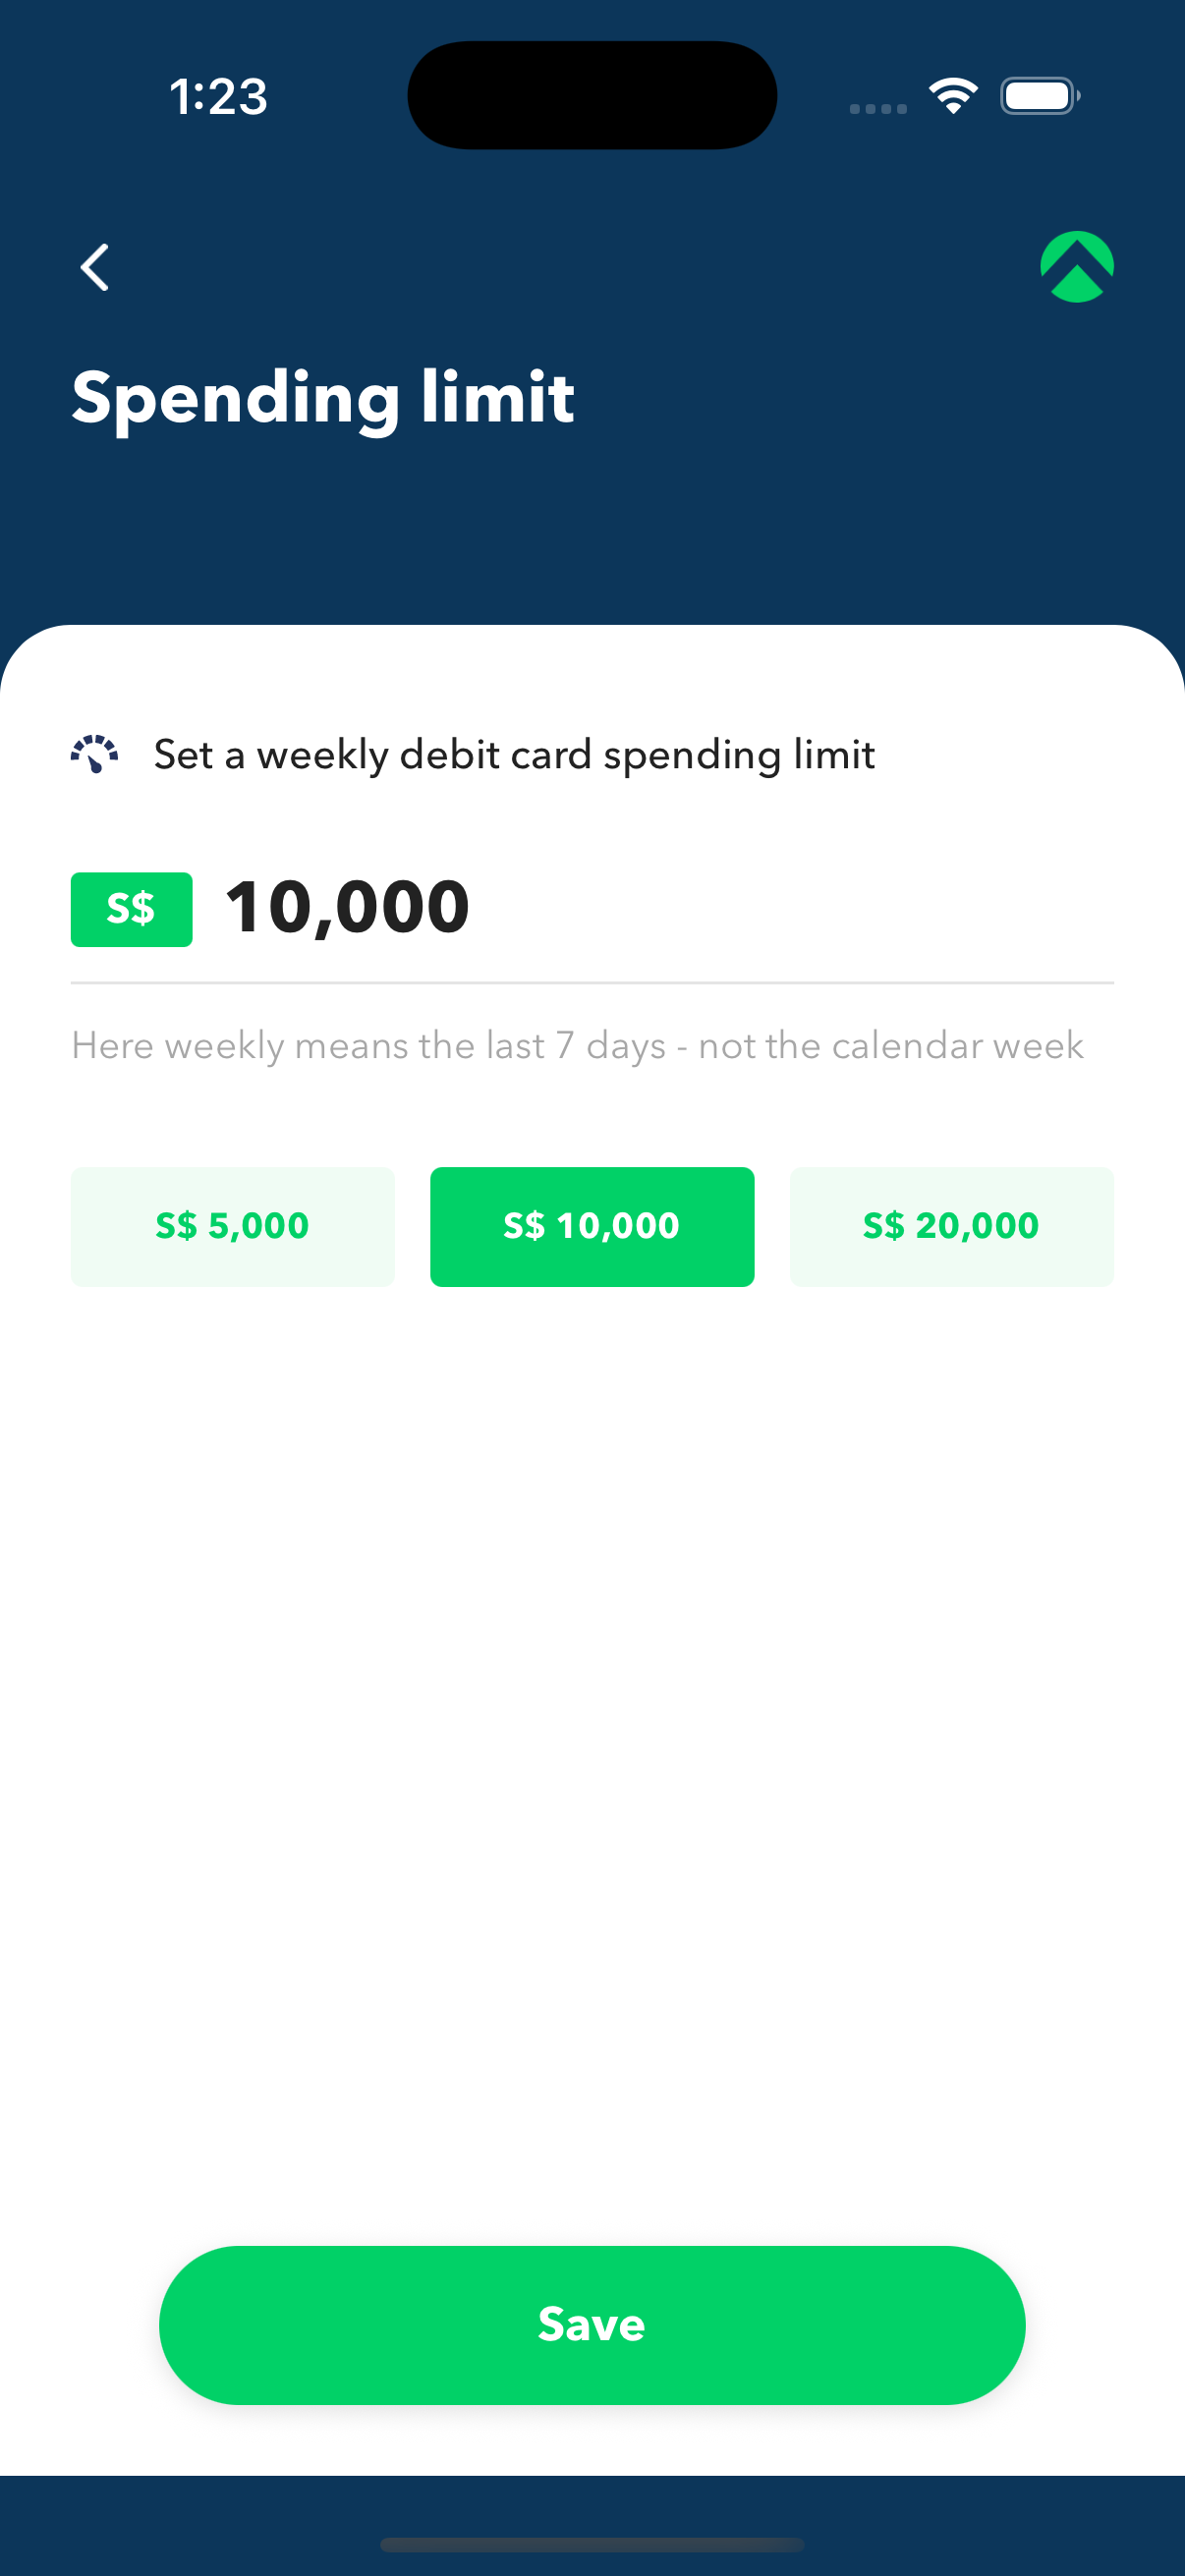 1:23
Spending limit
Set a weekly debit card spending limit
S$ 10,000
Here weekly means the last 7 days - not the calendar week
S$ 5,000 S$ 10,000 S$ 20,000
Save